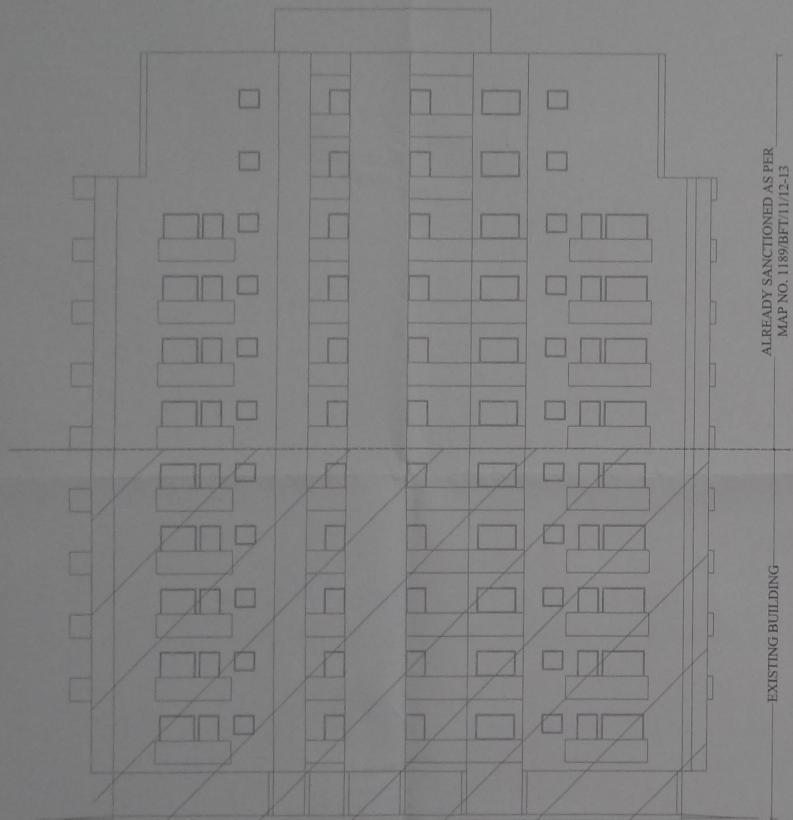 ALREADY SANCTIONED AS PER
MAP NO. 1189/BFT/11/12-13
EXISTING BUILDING